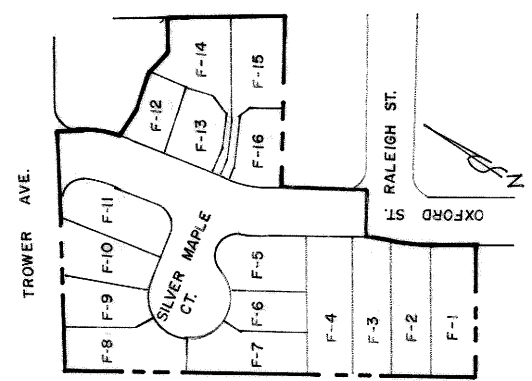 TROWER AVE.
F-14
F-15
F-12
F-13
F-16
RALEIGH ST.
OXFORD
ST.
N
F-11
F-10
F-9
F-8
SILVER MAPLE
CT.
F-5
F-6
F-7
F-4
F-3
F-2
F-1